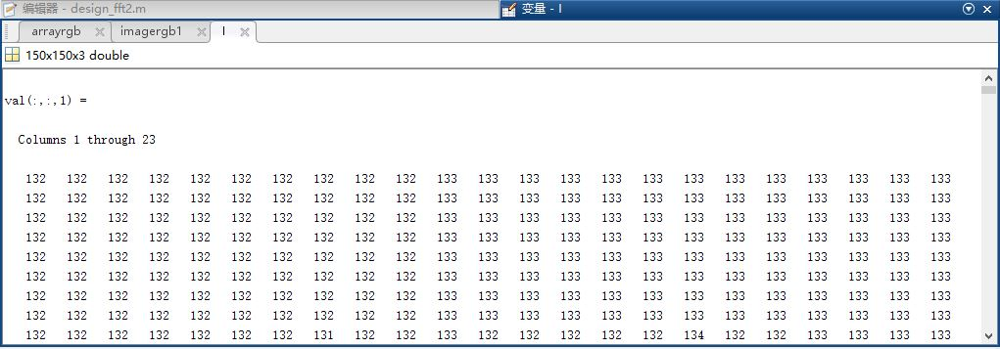 编辑器 - design_fft2.m
变量 - I
arrayrgb
imagergb1
I
150x150x3 double
val(:,:,1) =
Columns 1 through 23
132 132 132 132 132 132 132 131 132 132 133 133 133 133 133 133 133 133 133 133 133 133 133
132 132 132 132 132 132 132 132 132 132 133 133 133 133 133 133 133 133 133 133 133 133 133
132 132 132 132 132 132 132 132 132 132 133 133 133 133 133 133 133 133 133 133 133 133 133
132 132 132 132 132 132 132 132 132 132 133 133 133 133 133 133 133 133 133 133 133 133 133
132 132 132 132 132 132 132 132 132 132 133 133 133 133 133 133 133 133 133 133 133 133 133
132 132 132 132 132 132 132 132 132 132 133 133 133 133 133 133 133 133 133 133 133 133 133
132 132 132 132 132 132 132 132 132 132 133 133 133 133 133 133 133 133 133 133 133 133 133
132 132 132 132 132 132 132 132 132 132 133 133 133 133 133 133 133 133 133 133 133 133 133
132 132 132 132 132 132 132 131 132 132 133 132 132 132 132 132 134 132 132 133 133 133 133